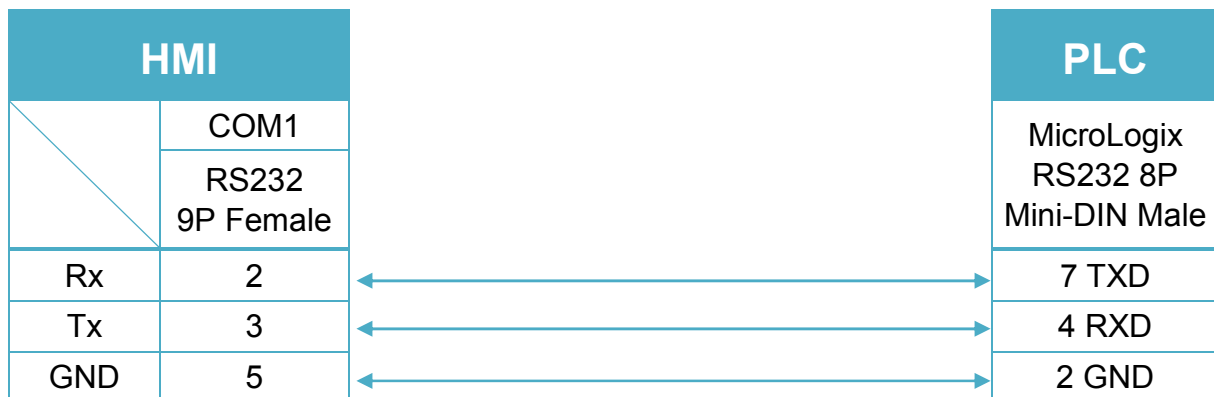 HMI
PLC
COM1
RS232
9P Female
MicroLogix
RS232 8P
Mini-DIN Male
Rx 2 7 TXD
Tx 3 4 RXD
GND 5 2 GND